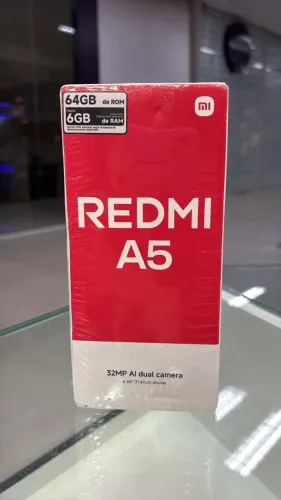 64GB de ROM
6GB
de RAM
mi
REDMI
A5
32MP AI dual camera